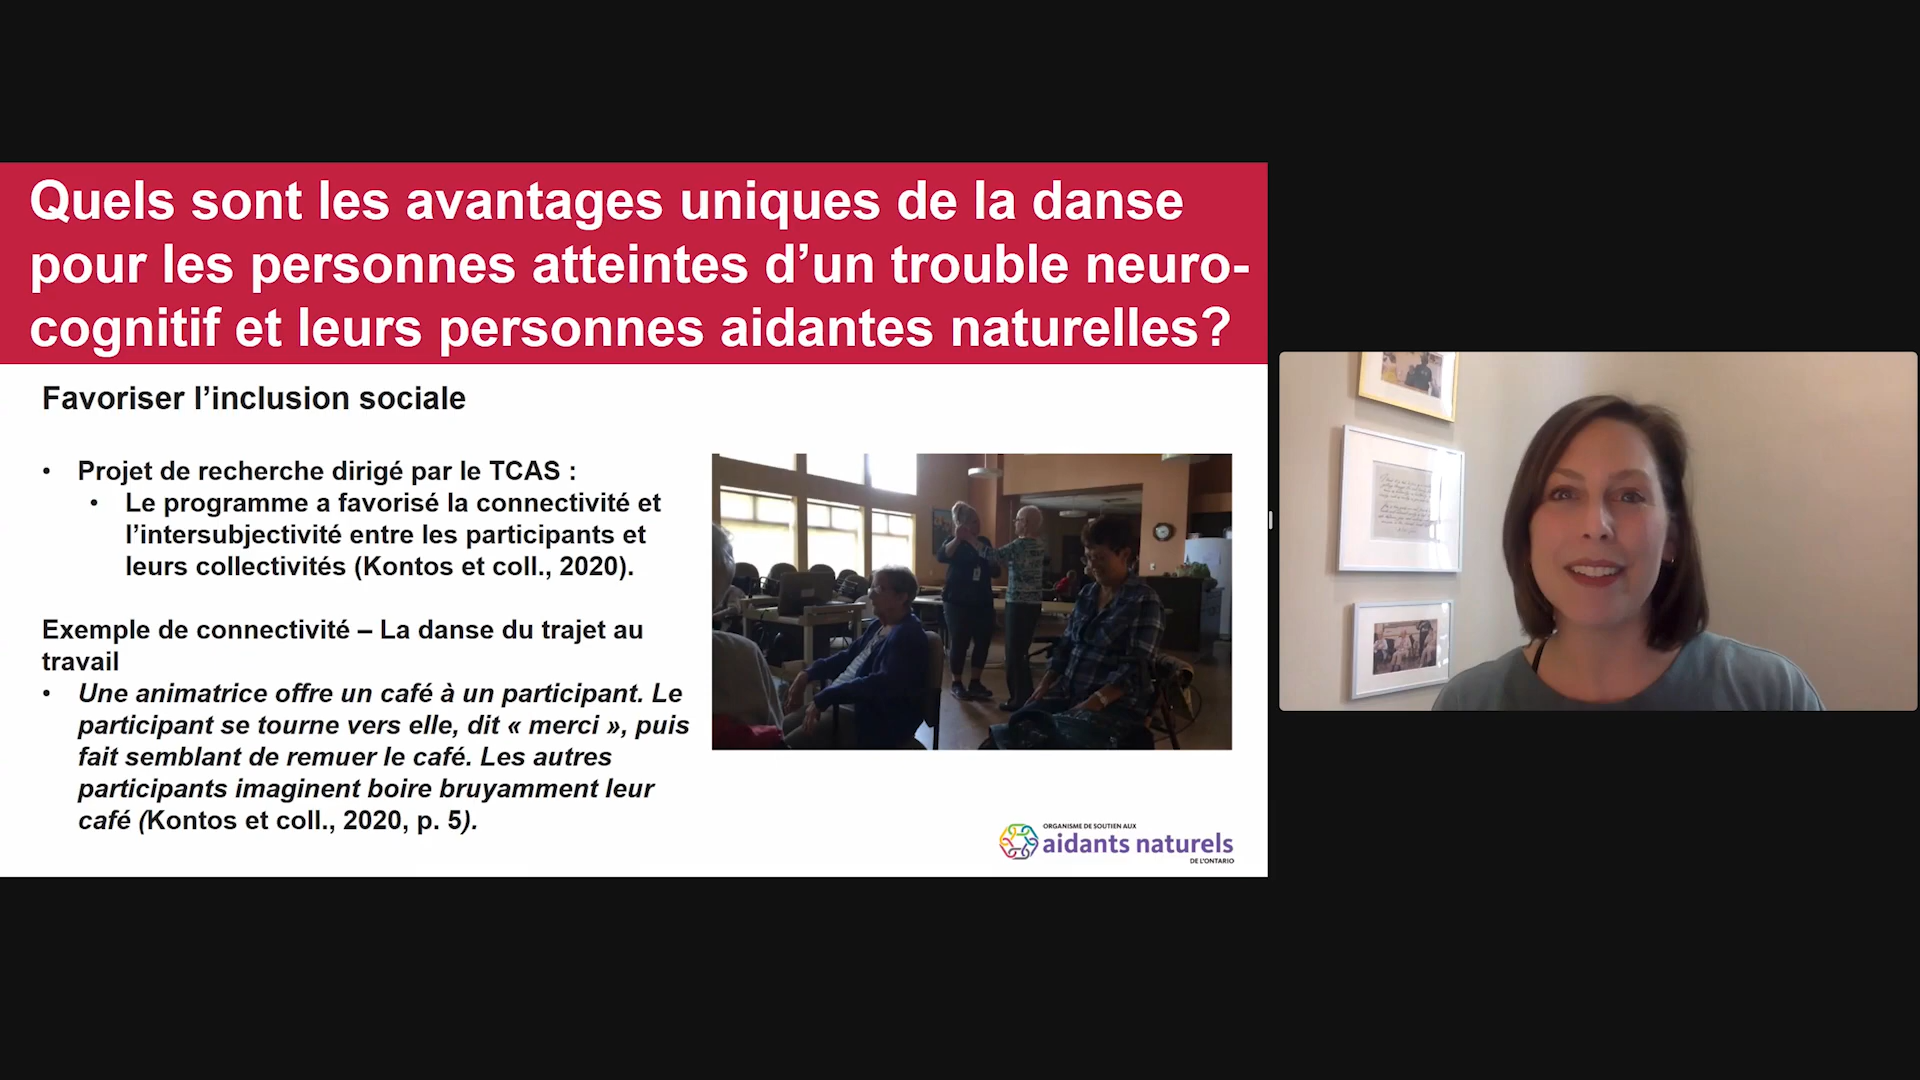 Quels sont les avantages uniques de la danse
pour les personnes atteintes d’un trouble neuro-
cognitif et leurs personnes aidantes naturelles?
Favoriser l’inclusion sociale
• Projet de recherche dirigé par le TCAS :
• Le programme a favorisé la connectivité et
l’intersubjectivité entre les participants et
leurs collectivités (Kontos et coll., 2020).
Exemple de connectivité – La danse du trajet au
travail
• Une animatrice offre un café à un participant. Le
participant se tourne vers elle, dit « merci », puis
fait semblant de remuer le café. Les autres
participants imaginent boire bruyamment leur
café (Kontos et coll., 2020, p. 5).
ORGANISME DE SOUTIEN AUX
aidants naturels
DE L'ONTARIO